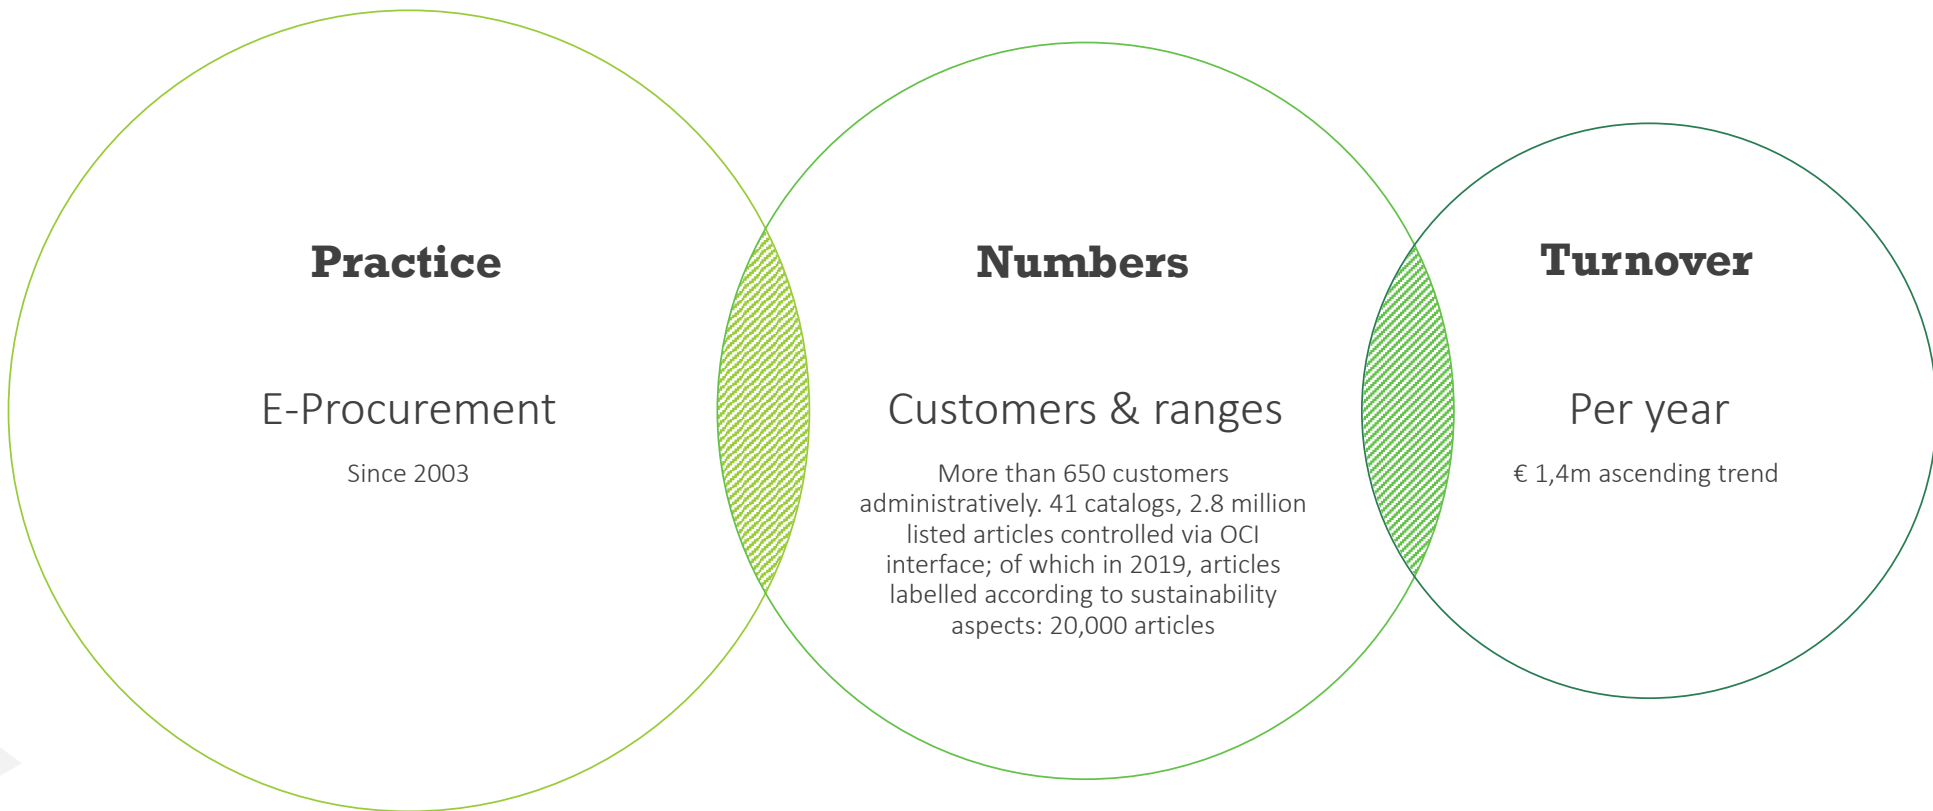 Practice
E-Procurement
Since 2003
Numbers
Customers & ranges
More than 650 customers
administratively. 41 catalogs, 2.8 million
listed articles controlled via OCI
interface; of which in 2019, articles
labelled according to sustainability
aspects: 20,000 articles
Turnover
Per year
€ 1,4m ascending trend